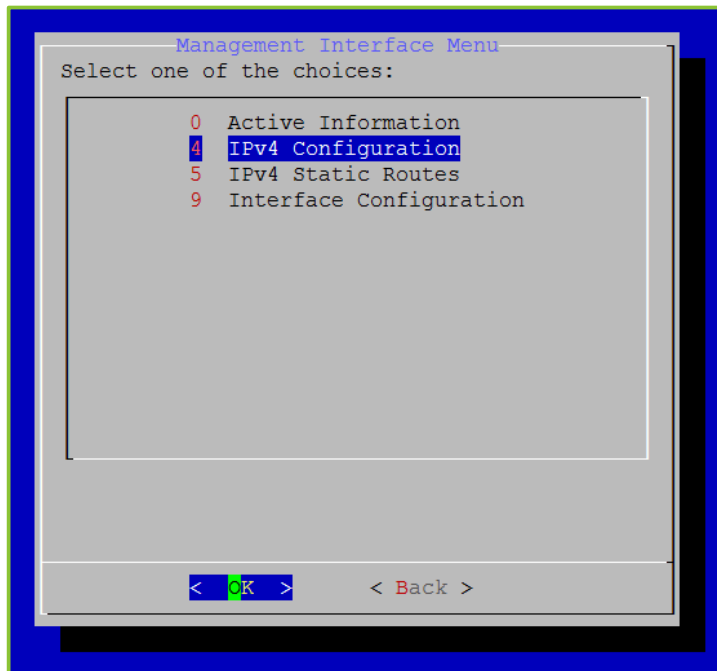 Management Interface Menu
Select one of the choices:
0 Active Information
4 IPv4 Configuration
5 IPv4 Static Routes
9 Interface Configuration
< OK > < Back >